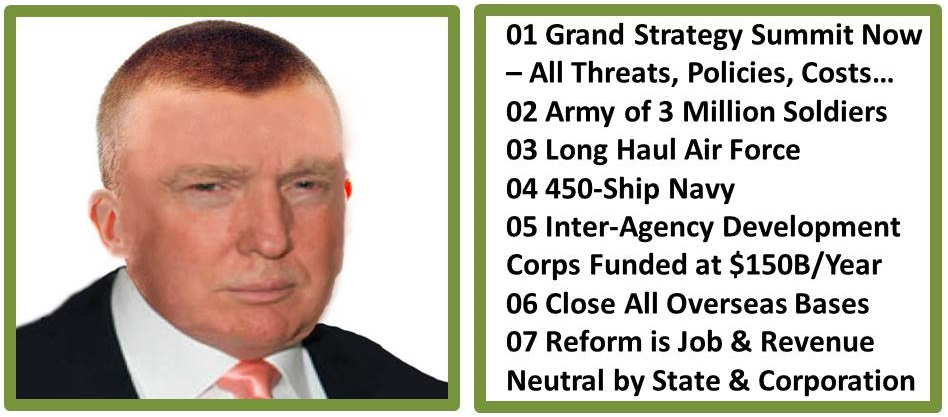 01 Grand Strategy Summit Now
– All Threats, Policies, Costs…
02 Army of 3 Million Soldiers
03 Long Haul Air Force
04 450-Ship Navy
05 Inter-Agency Development
Corps Funded at $150B/Year
06 Close All Overseas Bases
07 Reform is Job & Revenue
Neutral by State & Corporation